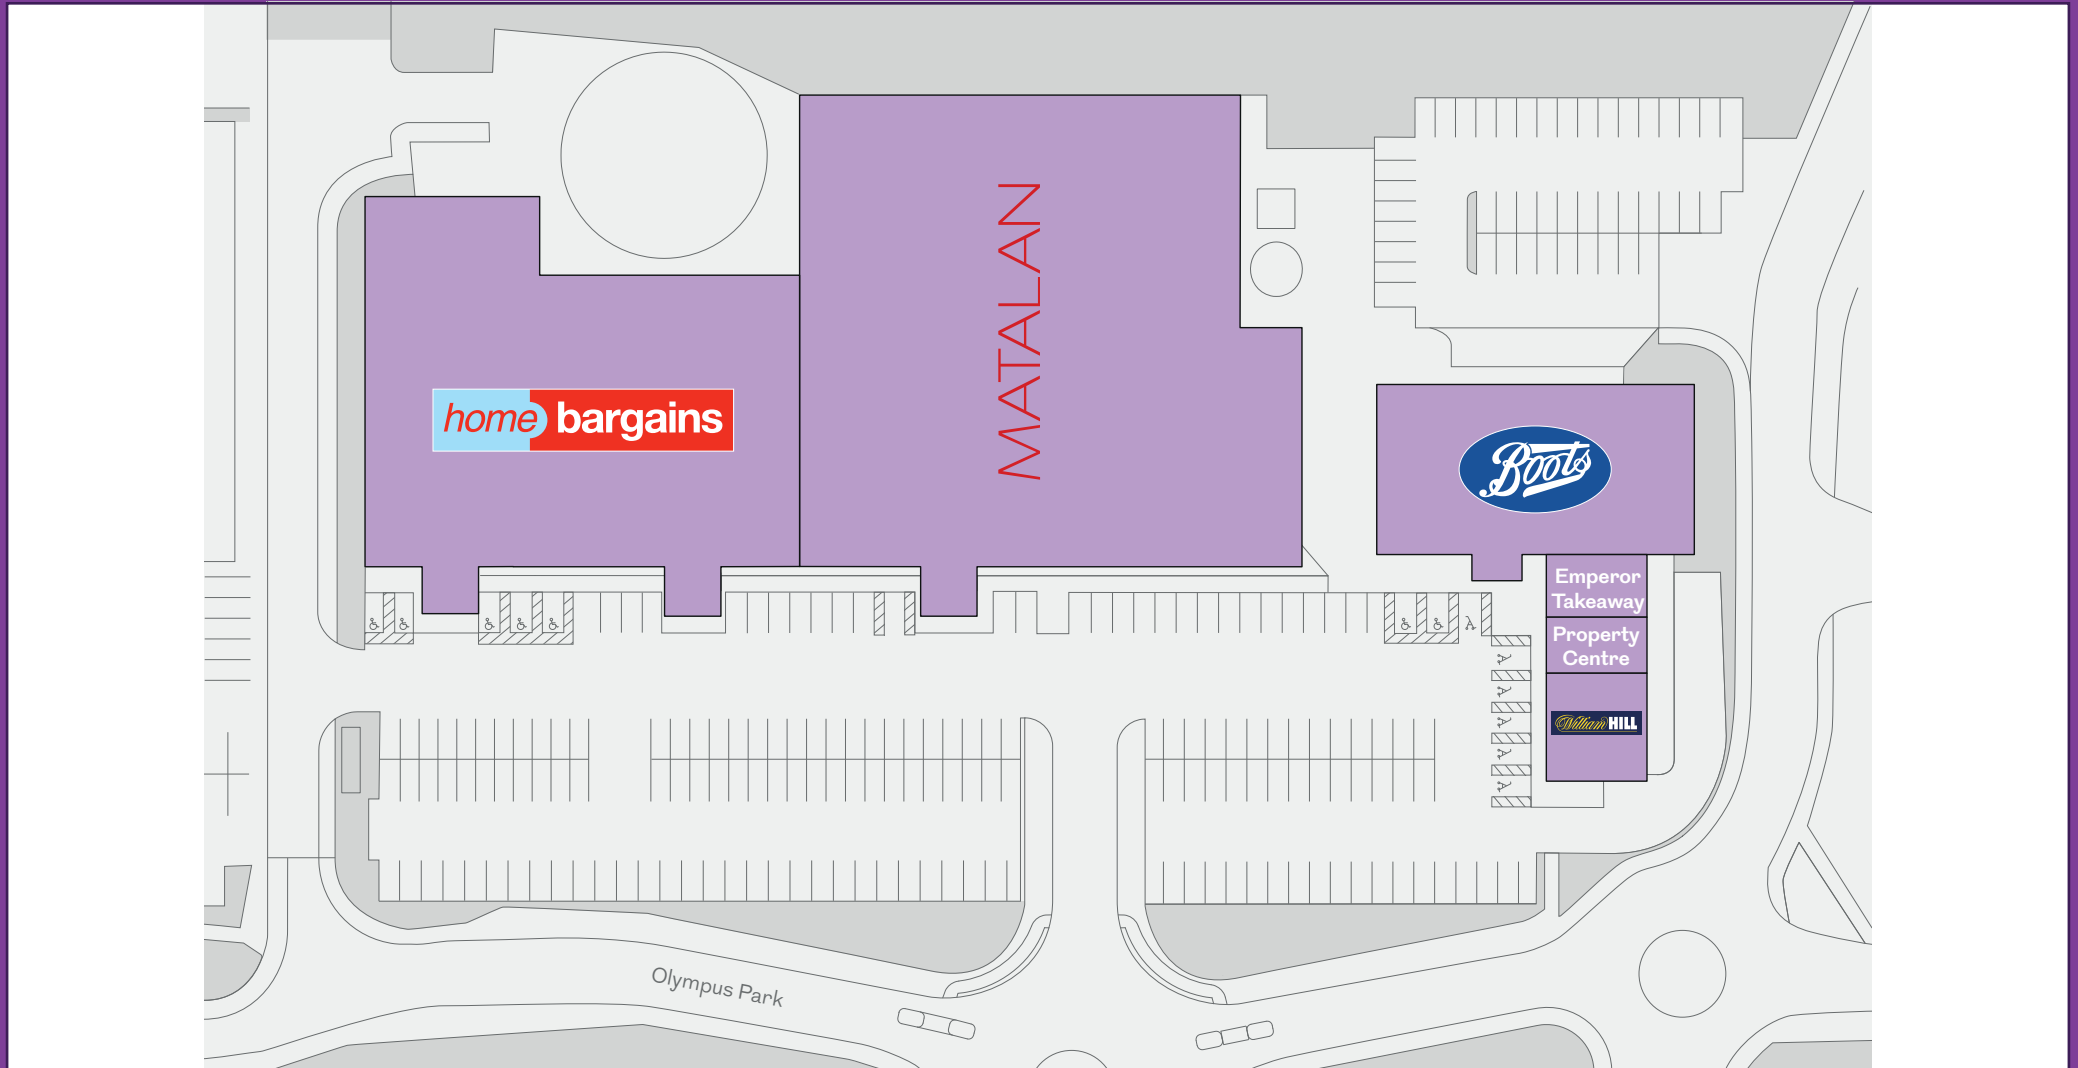 MATALAN
home bargains
Boots
Emperor
Takeaway
Property
Centre
William HILL
Olympus Park